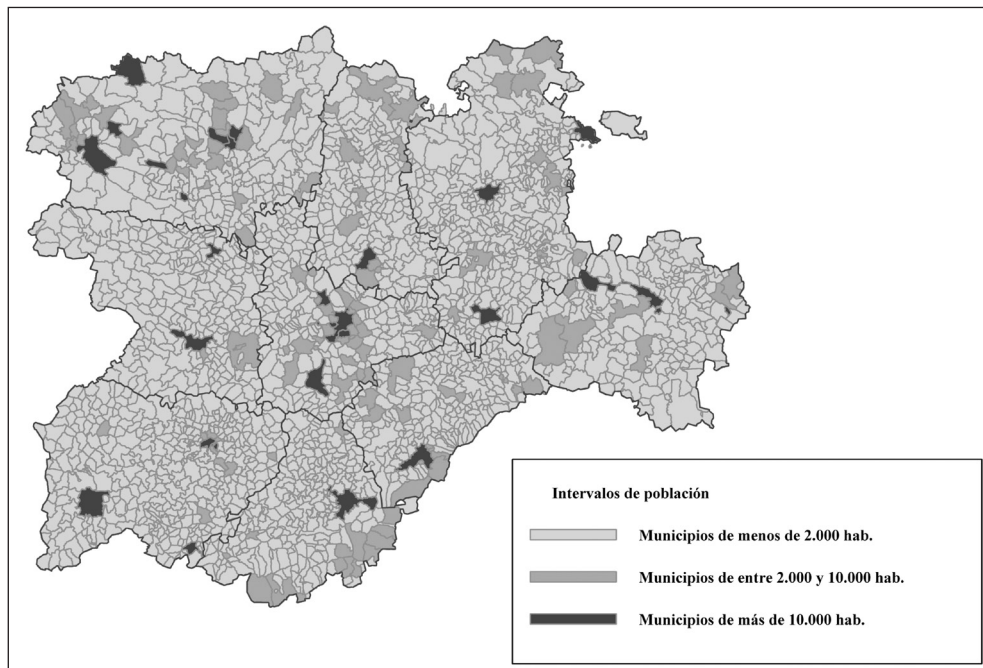 Intervalos de población
Municipios de menos de 2.000 hab.
Municipios de entre 2.000 y 10.000 hab.
Municipios de más de 10.000 hab.